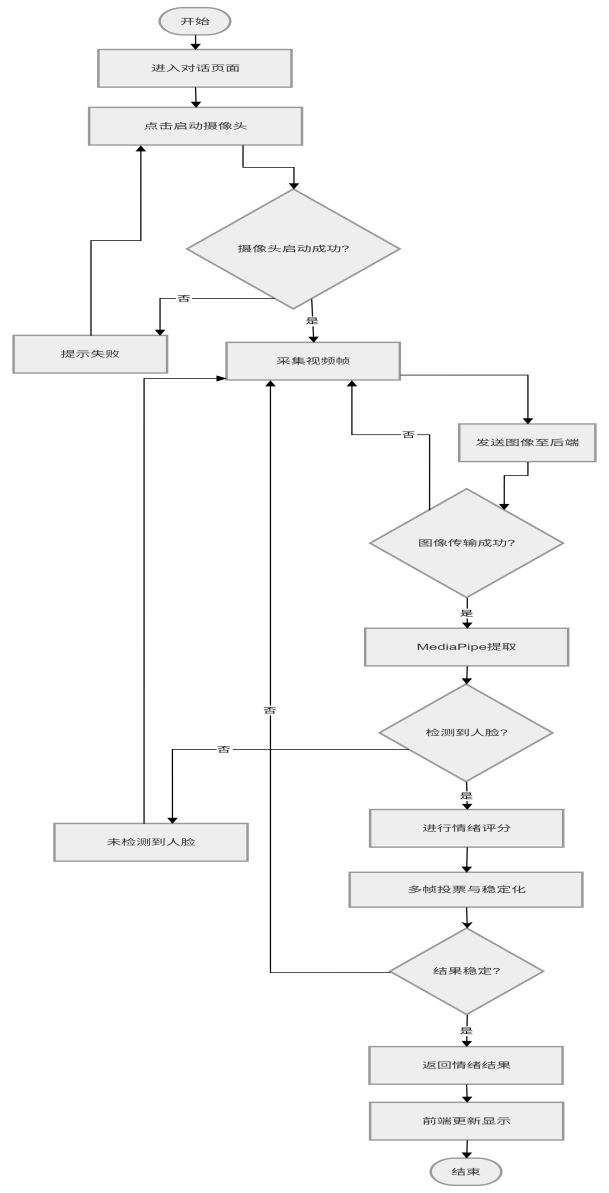 开始
进入对话页面
点击启动摄像头
摄像头启动成功?
否
是
提示失败
采集视频帧
否
发送图像至后端
图像传输成功?
是
MediaPipe提取
否
检测到人脸?
否
是
未检测到人脸
进行情绪评分
多帧投票与稳定化
结果稳定?
是
返回情绪结果
前端更新显示
结束